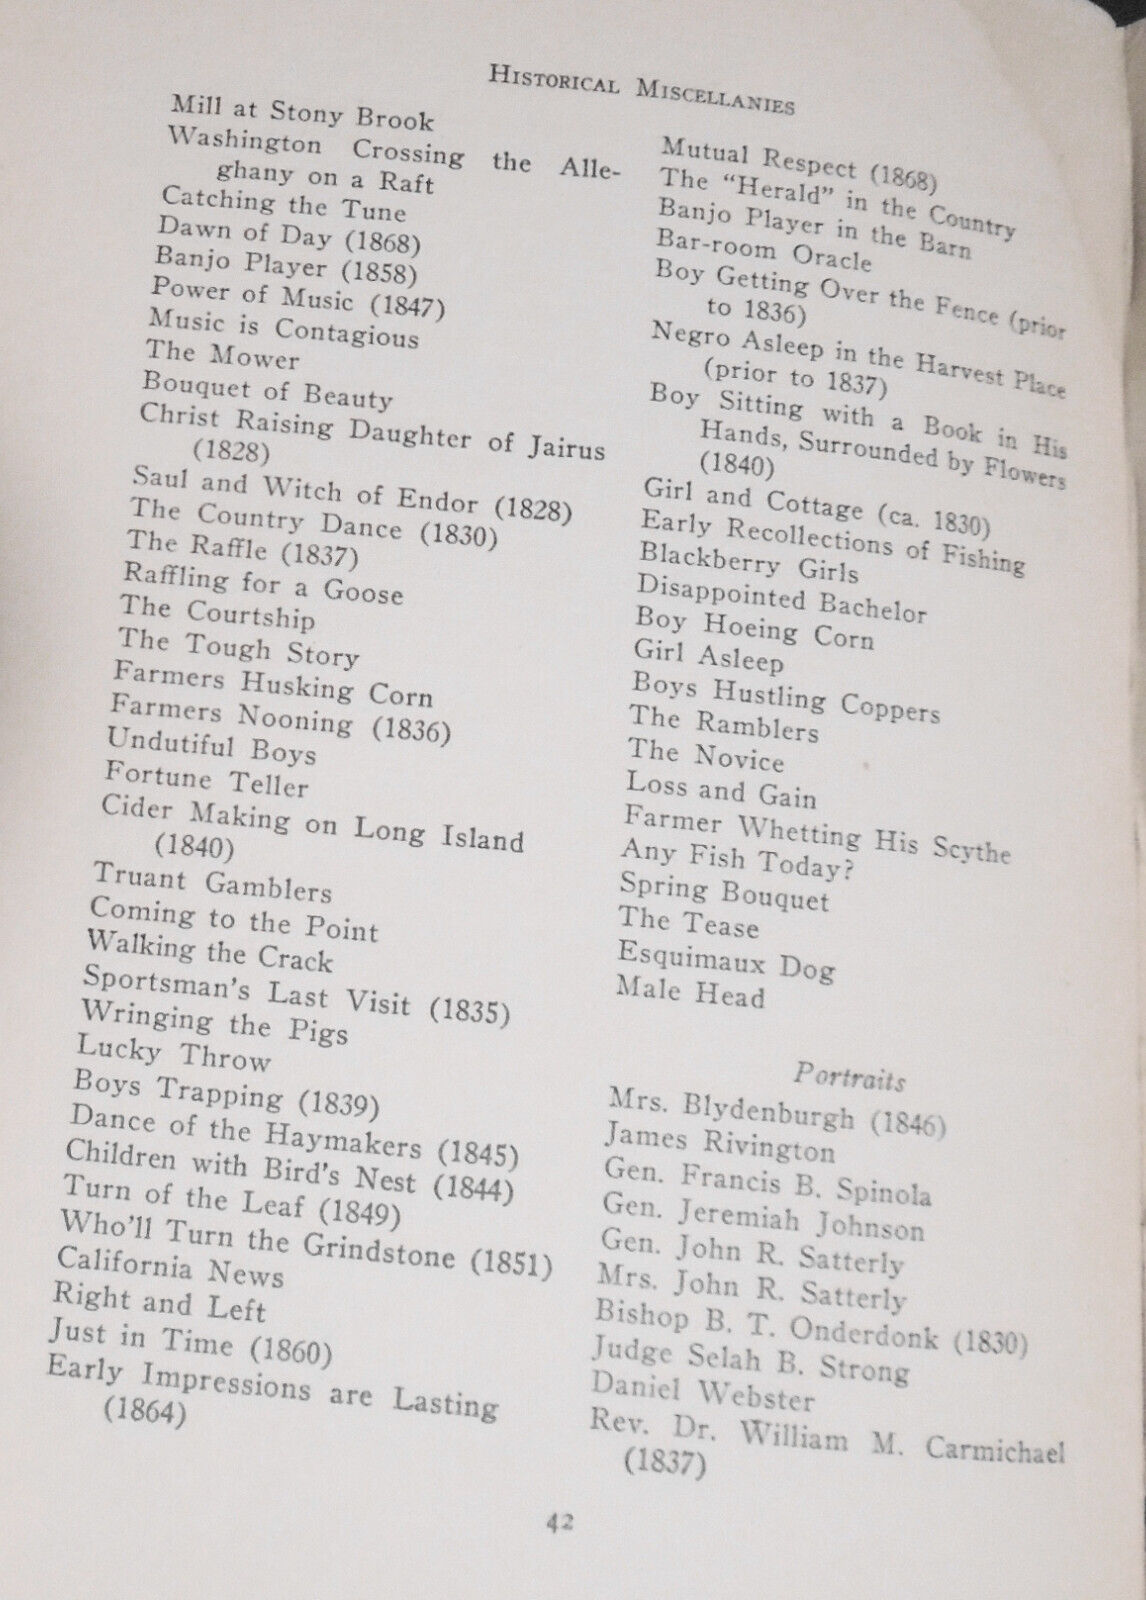 HISTORICAL MISCELLANIES
Mill at Stony Brook
Washington Crossing the Alle-
ghany on a Raft
Catching the Tune
Dawn of Day (1868)
Banjo Player (1858)
Power of Music (1847)
Music is Contagious
The Mower
Bouquet of Beauty
Christ Raising Daughter of Jairus
(1828)
Saul and Witch of Endor (1828)
The Country Dance (1830)
The Raffle (1837)
Raffling for a Goose
The Courtship
The Tough Story
Farmers Husking Corn
Farmers Nooning (1836)
Undutiful Boys
Fortune Teller
Cider Making on Long Island
(1840)
Truant Gamblers
Coming to the Point
Walking the Crack
Sportsman's Last Visit (1835)
Wringing the Pigs
Lucky Throw
Boys Trapping (1839)
Dance of the Haymakers (1845)
Children with Bird's Nest (1844)
Turn of the Leaf (1849)
Who'll Turn the Grindstone (1851)
California News
Right and Left
Just in Time (1860)
Early Impressions are Lasting
(1864)
Mutual Respect (1868)
The "Herald" in the Country
Banjo Player in the Barn
Bar-room Oracle
Boy Getting Over the Fence (prior
to 1836)
Negro Asleep in the Harvest Place
(prior to 1837)
Boy Sitting with a Book in His
Hands, Surrounded by Flowers
(1840)
Girl and Cottage (ca. 1830)
Early Recollections of Fishing
Blackberry Girls
Disappointed Bachelor
Boy Hoeing Corn
Girl Asleep
Boys Hustling Coppers
The Ramblers
The Novice
Loss and Gain
Farmer Whetting His Scythe
Any Fish Today?
Spring Bouquet
The Tease
Esquimaux Dog
Male Head
Portraits
Mrs. Blydenburgh (1846)
James Rivington
Gen. Francis B. Spinola
Gen. Jeremiah Johnson
Gen. John R. Satterly
Mrs. John R. Satterly
Bishop B. T. Onderdonk (1830)
Judge Selah B. Strong
Daniel Webster
Rev. Dr. William M. Carmichael
(1837)
42